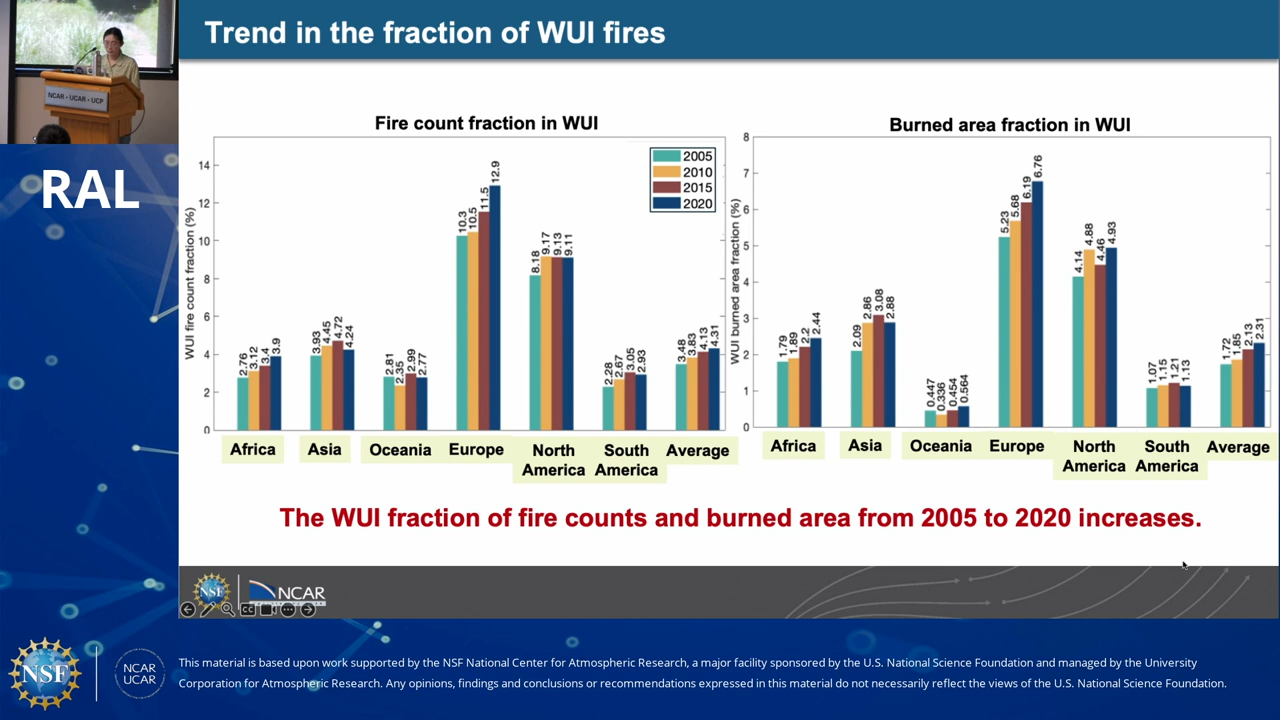 Trend in the fraction of WUI fires
NCAR • UCAR • UCP
RAL
Fire count fraction in WUI
WUI fire count fraction (%)
14
12
10
8
6
4
2
0
2005
2010
2015
2020
2.76
3.12
3.4
3.9
3.93
4.45
4.72
4.24
2.81
2.35
2.99
2.77
10.3
10.5
11.5
12.9
8.18
9.17
9.13
9.11
2.28
2.67
3.05
2.93
3.48
3.83
4.13
4.31
Africa
Asia
Oceania
Europe
North
America
South
America
Average
Burned area fraction in WUI
WUI burned area fraction (%)
8
7
6
5
4
3
2
1
0
1.79
1.89
2.2
2.44
2.09
2.86
3.08
2.88
0.447
0.336
0.454
0.564
5.23
5.68
6.19
6.76
4.14
4.88
4.46
4.93
1.07
1.15
1.21
1.13
1.72
1.85
2.13
2.31
Africa
Asia
Oceania
Europe
North
America
South
America
Average
The WUI fraction of fire counts and burned area from 2005 to 2020 increases.
NSF
NCAR
CC
NSF
NCAR
UCAR
This material is based upon work supported by the NSF National Center for Atmospheric Research, a major facility sponsored by the U.S. National Science Foundation and managed by the University
Corporation for Atmospheric Research. Any opinions, findings and conclusions or recommendations expressed in this material do not necessarily reflect the views of the U.S. National Science Foundation.